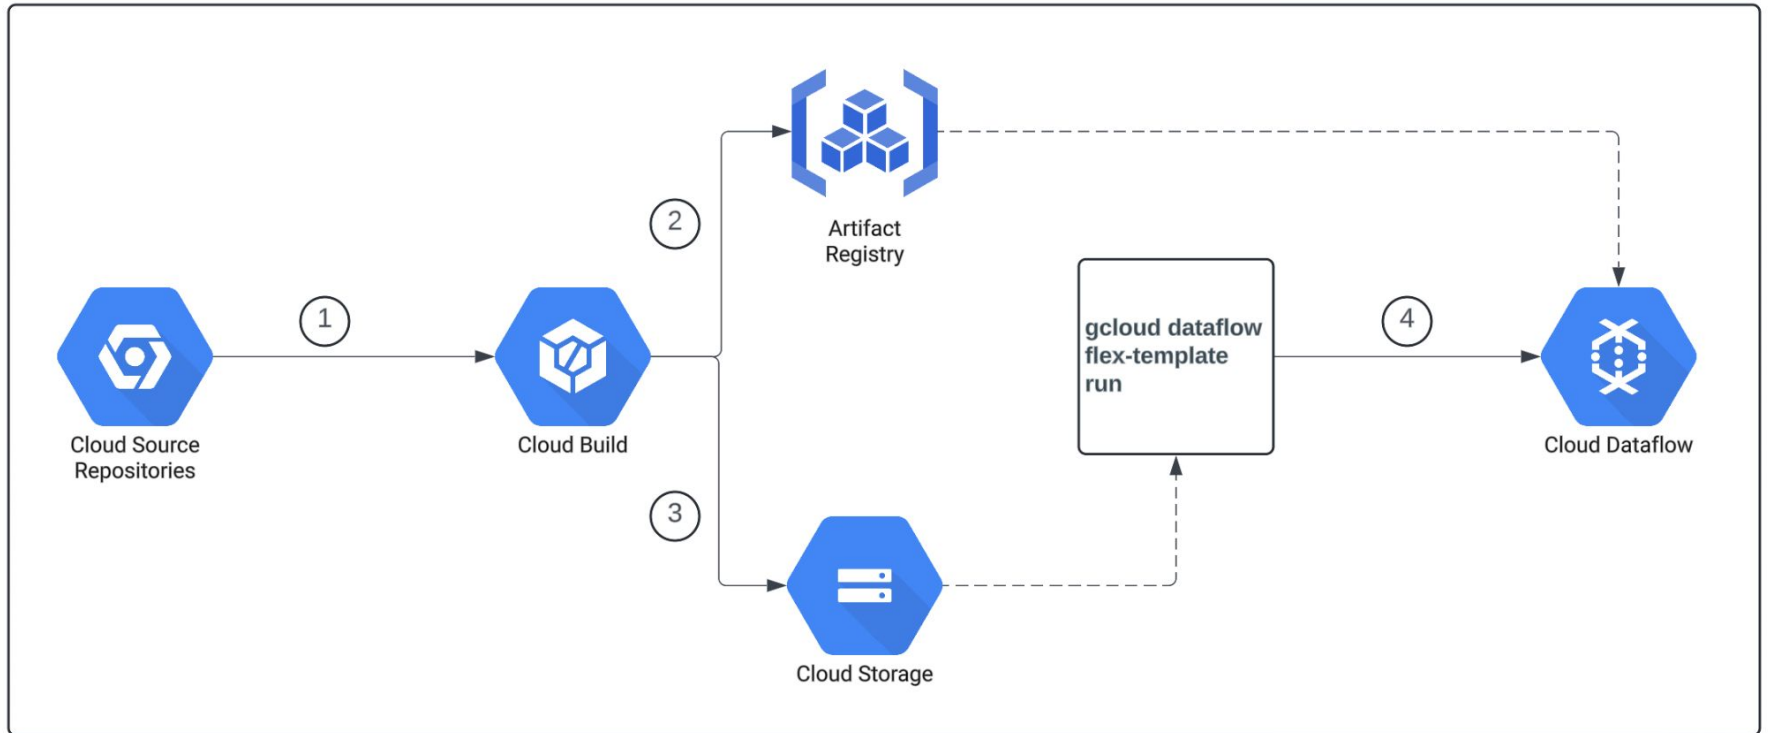 1
Cloud Source
Repositories
Cloud Build
2
3
Artifact
Registry
Cloud Storage
gcloud dataflow
flex-template
run
4
Cloud Dataflow